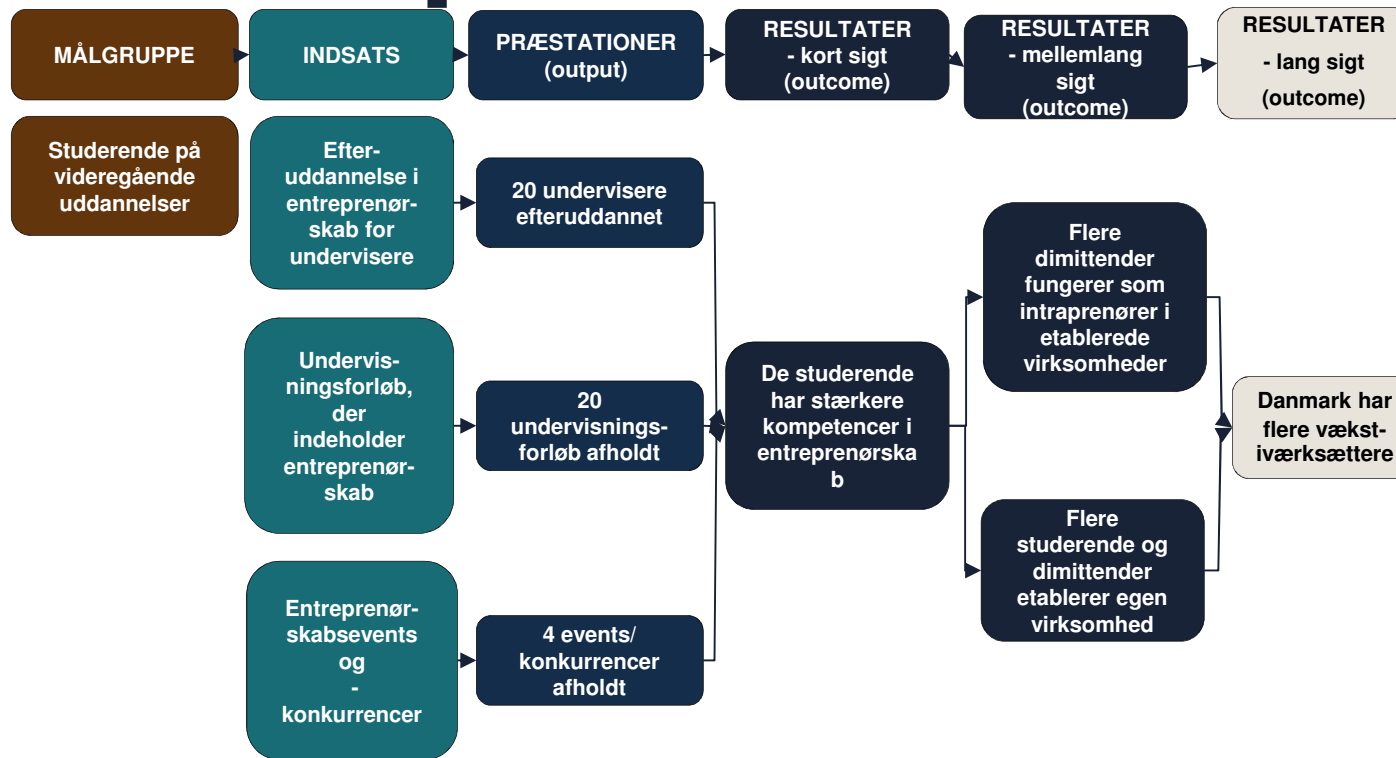 MÅLGRUPPE
INDSATS
PRÆSTATIONER
(output)
RESULTATER
- kort sigt
(outcome)
RESULTATER
- mellemlang
sigt
(outcome)
RESULTATER
- lang sigt
(outcome)
Studerende på
videregående
uddannelser
Efter-
uddannelse i
entreprenør-
skab for
undervisere
20 undervisere
efteruddannet
Undervis-
ningsforløb,
der
indeholder
entreprenør-
skab
20
undervisnings-
forløb afholdt
Entreprenør-
skabsevents
og
-
konkurrencer
4 events/
konkurrencer
afholdt
De studerende
har stærkere
kompetencer i
entreprenørska
b
Flere
dimittender
fungerer som
intraprenører i
etablerede
virksomheder
Flere
studerende og
dimittender
etablerer egen
virksomhed
Danmark har
flere vækst-
iværksættere